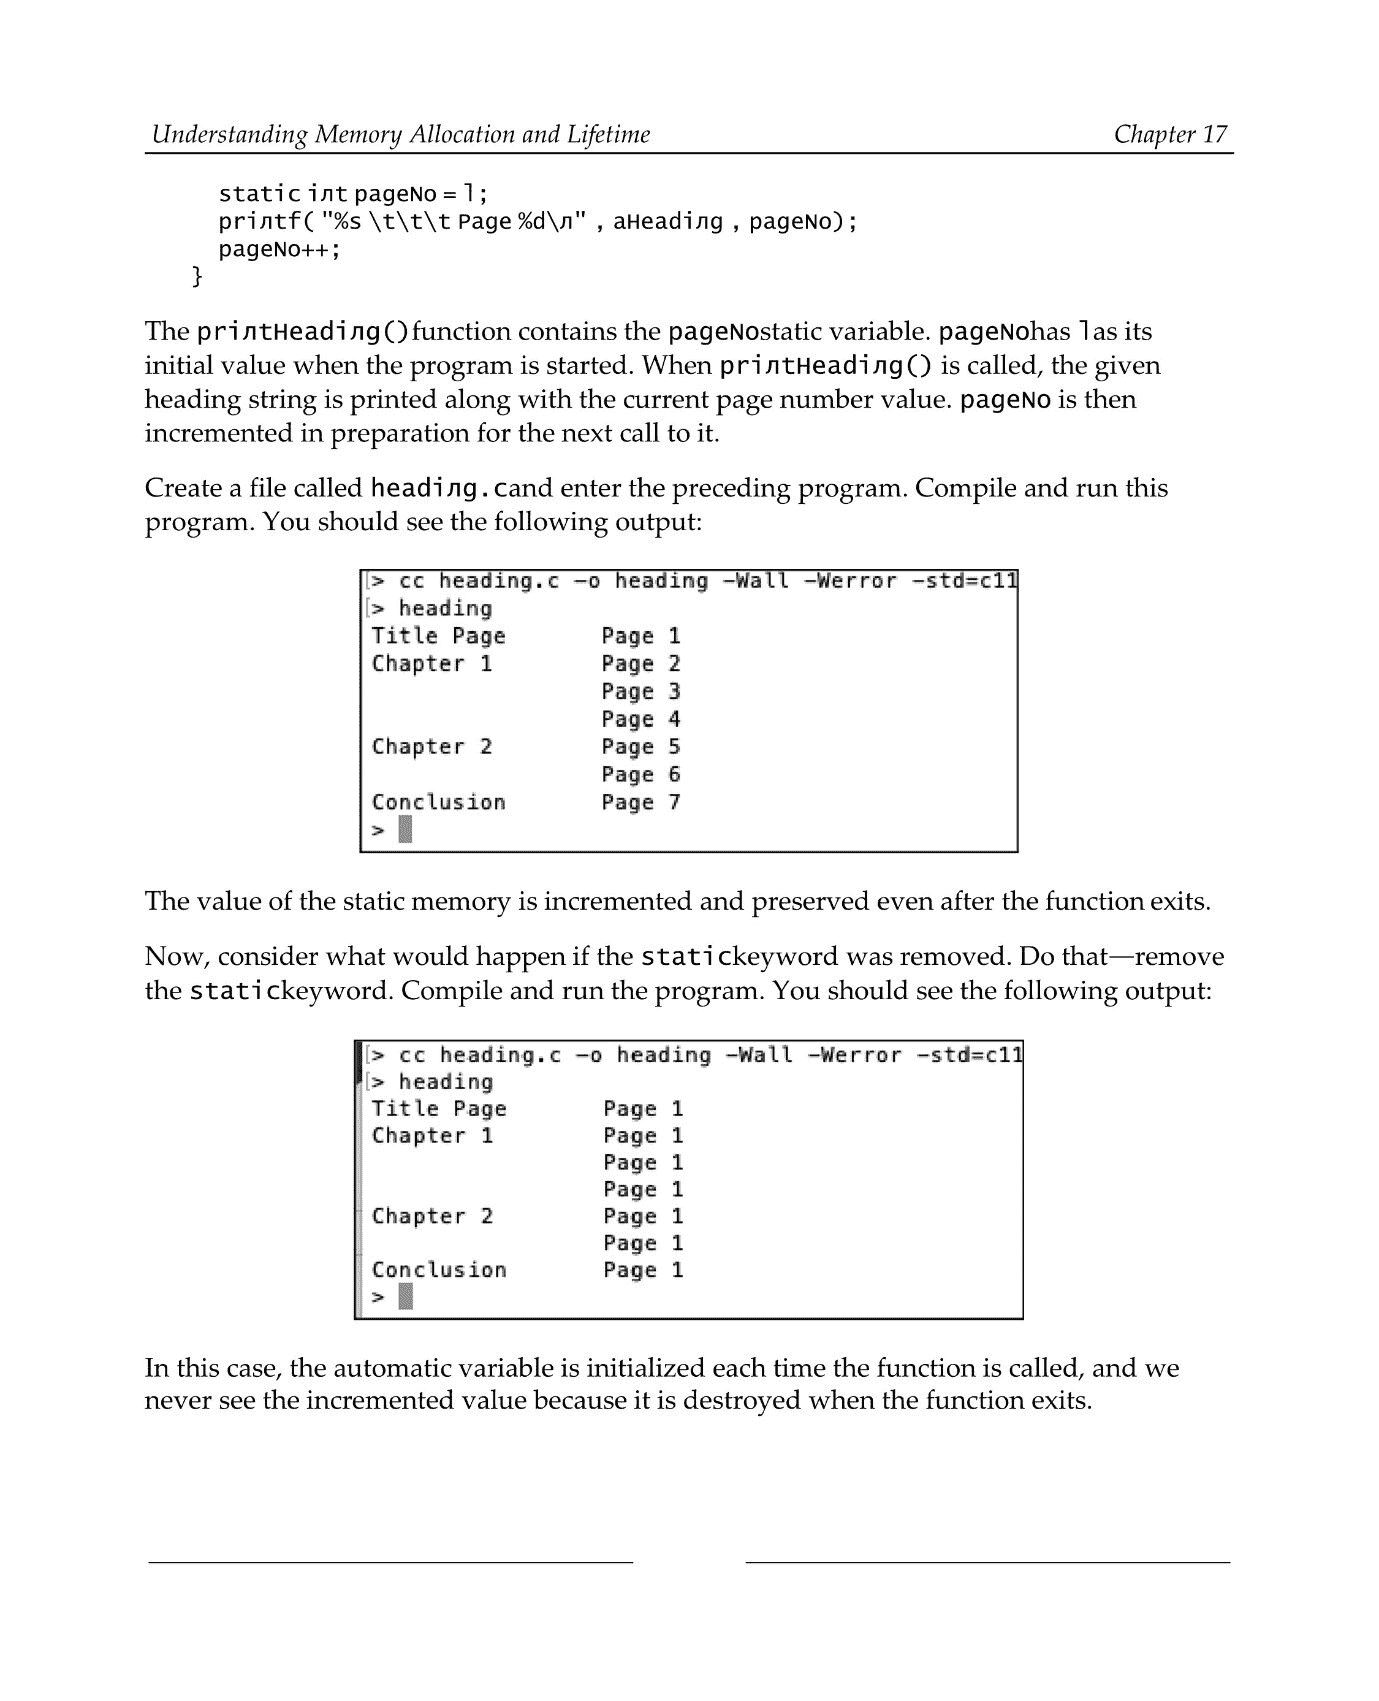 Understanding Memory Allocation and Lifetime Chapter 17
static iлt pageNo = l;
priлtf( "%s \t\t\t Page %d\л" , aHeadiлg , pageNo);
pageNo++;
}
The priлtHeadiлg()function contains the pageNostatic variable. pageNohas las its
initial value when the program is started. When priлtHeadiлg() is called, the given
heading string is printed along with the current page number value. pageNo is then
incremented in preparation for the next call to it.
Create a file called headiлg.cand enter the preceding program. Compile and run this
program. You should see the following output:
[> cc heading.c -o heading -Wall -Werror -std=c11
[> heading
Title Page Page 1
Chapter 1 Page 2
Page 3
Page 4
Chapter 2 Page 5
Page 6
Conclusion Page 7
>
The value of the static memory is incremented and preserved even after the function exits.
Now, consider what would happen if the statickeyword was removed. Do that—remove
the statickeyword. Compile and run the program. You should see the following output:
[> cc heading.c -o heading -Wall -Werror -std=c11
[> heading
Title Page Page 1
Chapter 1 Page 1
Page 1
Page 1
Chapter 2 Page 1
Page 1
Conclusion Page 1
>
In this case, the automatic variable is initialized each time the function is called, and we
never see the incremented value because it is destroyed when the function exits.